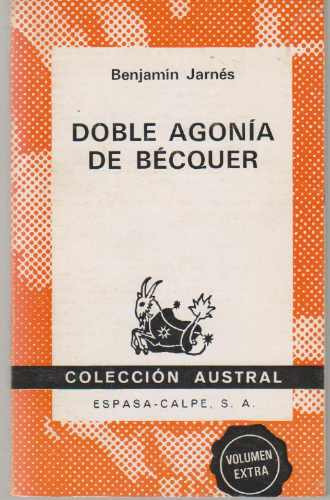 Benjamín Jarnés
DOBLE AGONÍA
DE BÉCQUER
COLECCIÓN AUSTRAL
ESPASA-CALPE, S. A.
VOLUMEN
EXTRA